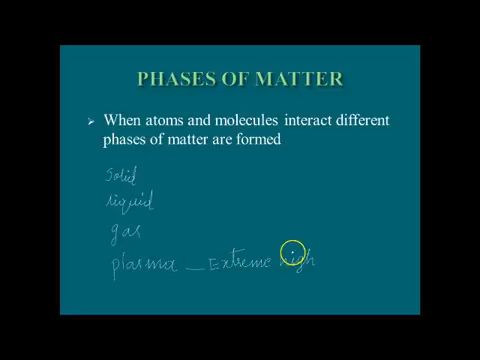 PHASES OF MATTER
When atoms and molecules interact different
phases of matter are formed
solid
liquid
gas
plasma — Extreme high